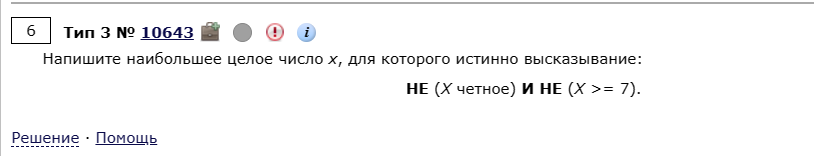 6 Тип 3 № 10643 i
Напишите наибольшее целое число x, для которого истинно высказывание:
НЕ (X четное) И НЕ (X >= 7).
Решение · Помощь